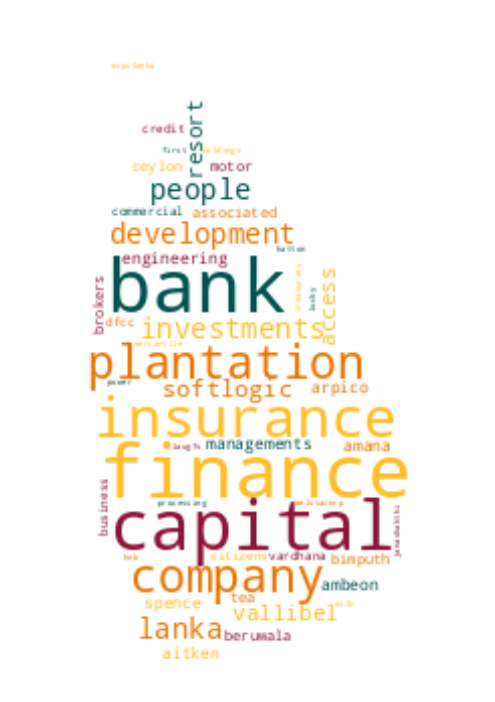 expolanka
credit
resort
first
holdings
ceylon
motor
people
commercial
associated
development
hatton
engineering
bank
brokers
access
dfcc
investments
mercantile
plantation
power
softlogic
arpico
insurance
laugfs
managements
amana
finance
business
processing
melstacorp
capital
hnb
citizens
vardhana
bimputh
company
ambeon
tea
spence
vallibel
lanka
beruwala
aitken